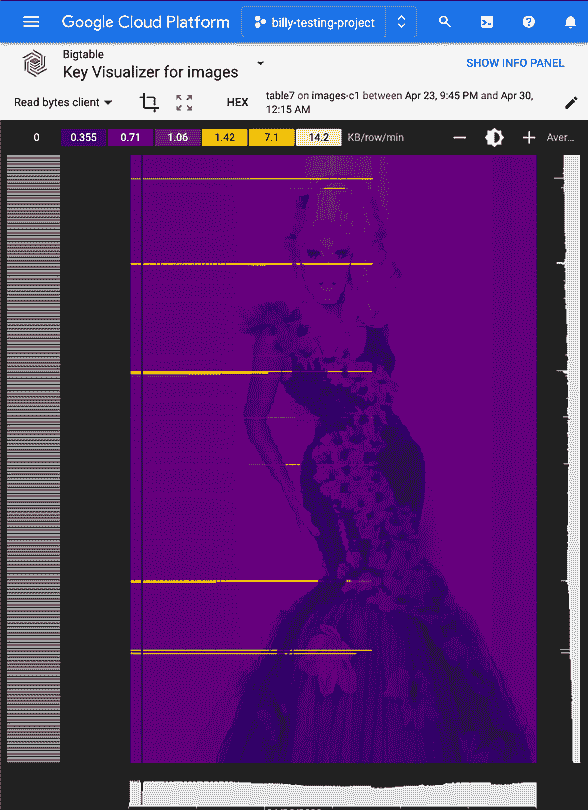 Google Cloud Platform billy-testing-project
Bigtable
Key Visualizer for images
SHOW INFO PANEL
Read bytes client HEX table7 on images-c1 between Apr 23, 9:45 PM and Apr 30,
12:15 AM
0 0.355 0.71 1.06 1.42 7.1 14.2 KB/row/min Aver...